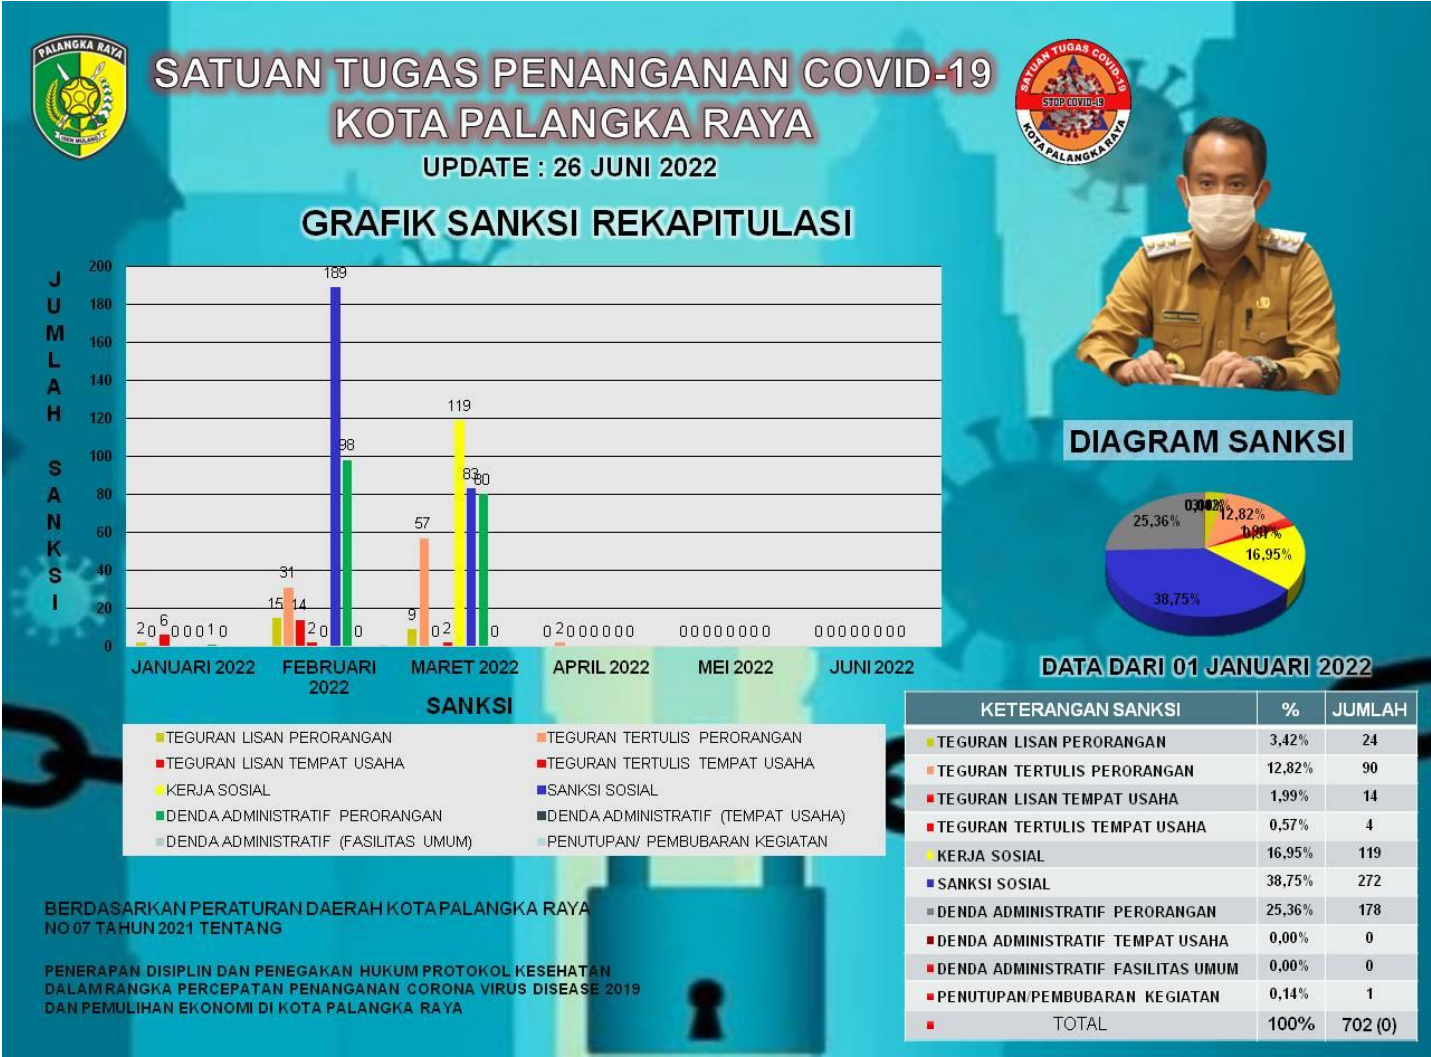 PALANGKA RAYA
ISEN MULANG
SATUAN TUGAS PENANGANAN COVID-19
KOTA PALANGKA RAYA
UPDATE : 26 JUNI 2022
SATUAN TUGAS COVID-19
STOP COVID-19
KOTA PALANGKA RAYA
GRAFIK SANKSI REKAPITULASI
JUMLAH SANKSI
200
180
160
140
120
100
80
60
40
20
0
2 0 6 0 0 0 0 1 0
15 31 14 2 0 189 98 0
9 57 0 2 119 83 80 0
0 2 0 0 0 0 0 0
0 0 0 0 0 0 0 0
0 0 0 0 0 0 0 0
JANUARI 2022
FEBRUARI 2022
MARET 2022
APRIL 2022
MEI 2022
JUNI 2022
SANKSI
TEGURAN LISAN PERORANGAN
TEGURAN TERTULIS PERORANGAN
TEGURAN LISAN TEMPAT USAHA
TEGURAN TERTULIS TEMPAT USAHA
KERJA SOSIAL
SANKSI SOSIAL
DENDA ADMINISTRATIF PERORANGAN
DENDA ADMINISTRATIF (TEMPAT USAHA)
DENDA ADMINISTRATIF (FASILITAS UMUM)
PENUTUPAN/ PEMBUBARAN KEGIATAN
BERDASARKAN PERATURAN DAERAH KOTA PALANGKA RAYA
NO 07 TAHUN 2021 TENTANG
PENERAPAN DISIPLIN DAN PENEGAKAN HUKUM PROTOKOL KESEHATAN
DALAM RANGKA PERCEPATAN PENANGANAN CORONA VIRUS DISEASE 2019
DAN PEMULIHAN EKONOMI DI KOTA PALANGKA RAYA
DIAGRAM SANKSI
25,36%
12,82%
16,95%
38,75%
DATA DARI 01 JANUARI 2022
KETERANGAN SANKSI % JUMLAH
TEGURAN LISAN PERORANGAN 3,42% 24
TEGURAN TERTULIS PERORANGAN 12,82% 90
TEGURAN LISAN TEMPAT USAHA 1,99% 14
TEGURAN TERTULIS TEMPAT USAHA 0,57% 4
KERJA SOSIAL 16,95% 119
SANKSI SOSIAL 38,75% 272
DENDA ADMINISTRATIF PERORANGAN 25,36% 178
DENDA ADMINISTRATIF TEMPAT USAHA 0,00% 0
DENDA ADMINISTRATIF FASILITAS UMUM 0,00% 0
PENUTUPAN/PEMBUBARAN KEGIATAN 0,14% 1
TOTAL 100% 702 (0)